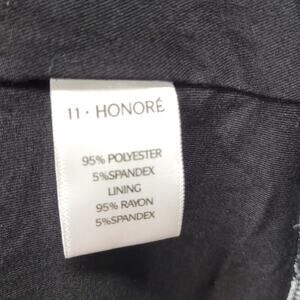 11 · HONORÉ
95% POLYESTER
5%SPANDEX
LINING
95% RAYON
5%SPANDEX